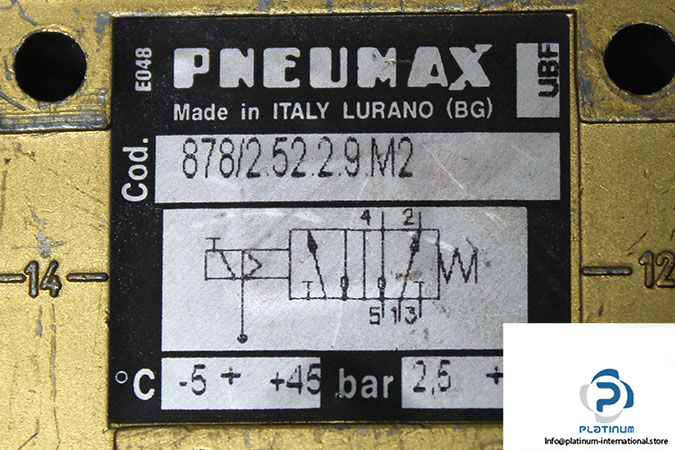 E048
PNEUMAX
UBF
Made in ITALY LURANO (BG)
Cod. 878/2.52.2.9.M2
4 2
14
12
5 1 3
°C -5 ÷ +45 bar 2,5 ÷
PLATINUM
Info@platinum-international.store